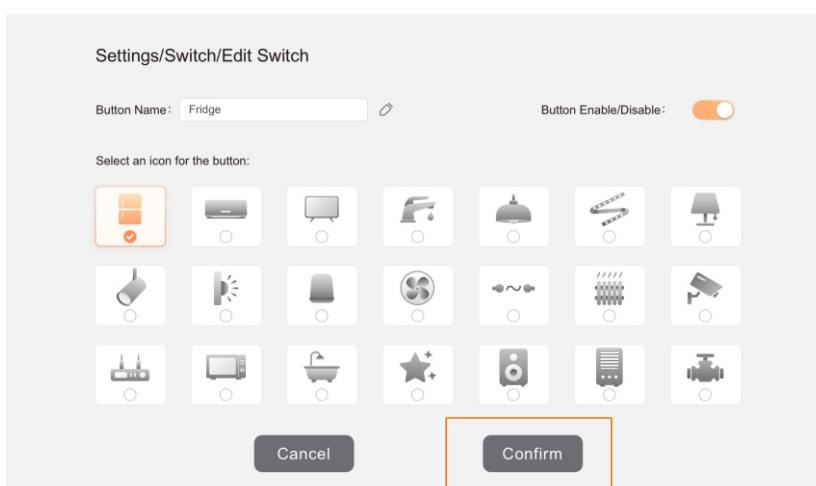 Settings/Switch/Edit Switch
Button Name: Fridge
Button Enable/Disable:
Select an icon for the button:
Cancel
Confirm